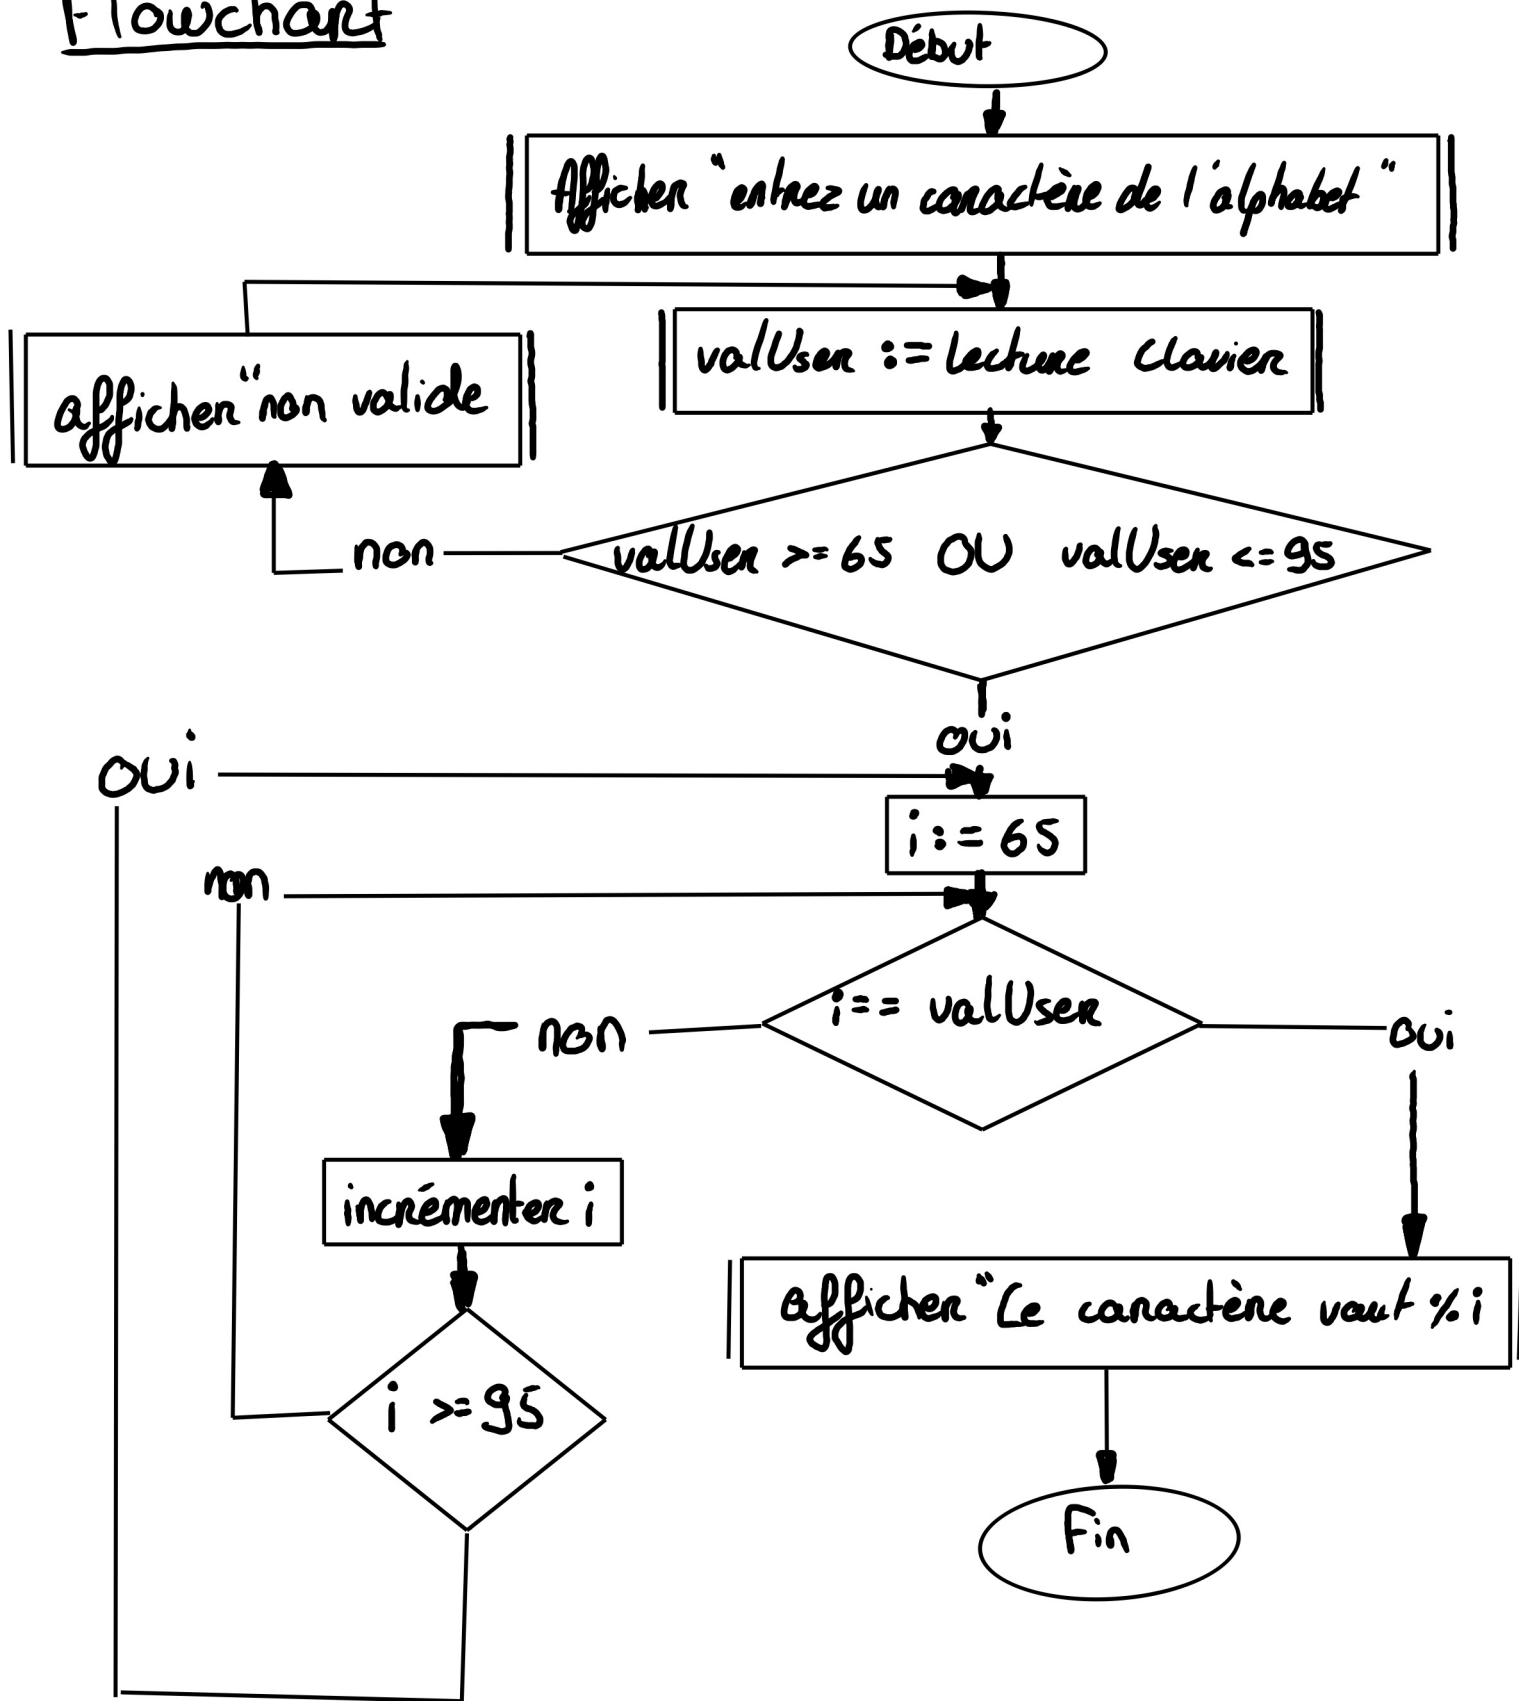 Flowchart
Début
Afficher "entrez un caractère de l'alphabet"
valUser := lecture clavier
afficher "non valide
non
valUser >= 65 OU valUser <= 95
oui
oui
i := 65
non
i == valUser
non
oui
incrémenter i
afficher "Le caractère vaut % i
i >= 95
Fin